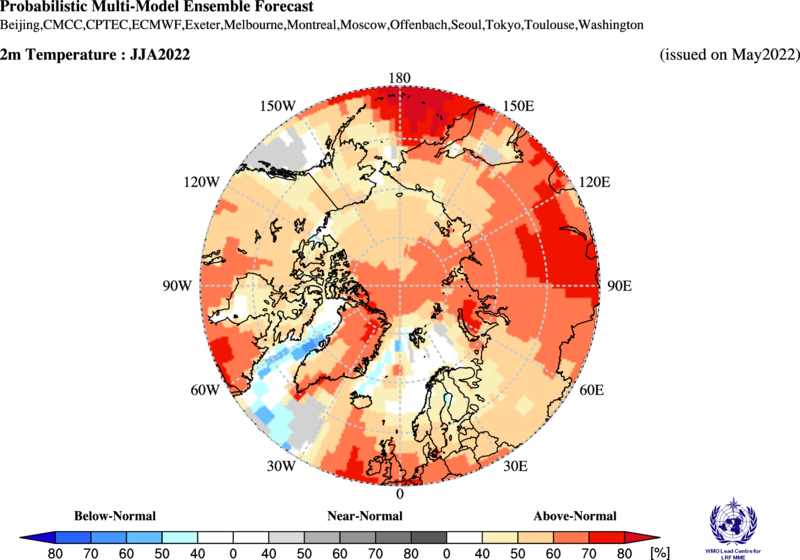 Probabilistic Multi-Model Ensemble Forecast
Beijing,CMCC,CPTEC,ECMWF,Exeter,Melbourne,Montreal,Moscow,Offenbach,Seoul,Tokyo,Toulouse,Washington
2m Temperature : JJA2022 (issued on May2022)
180
150W 150E
120W 120E
90W 90E
60W 60E
30W 30E
0
Below-Normal Near-Normal Above-Normal
80 70 60 50 40 0 40 50 60 70 80 0 40 50 60 70 80 [%]
WMO Lead Centre for
LRF MME